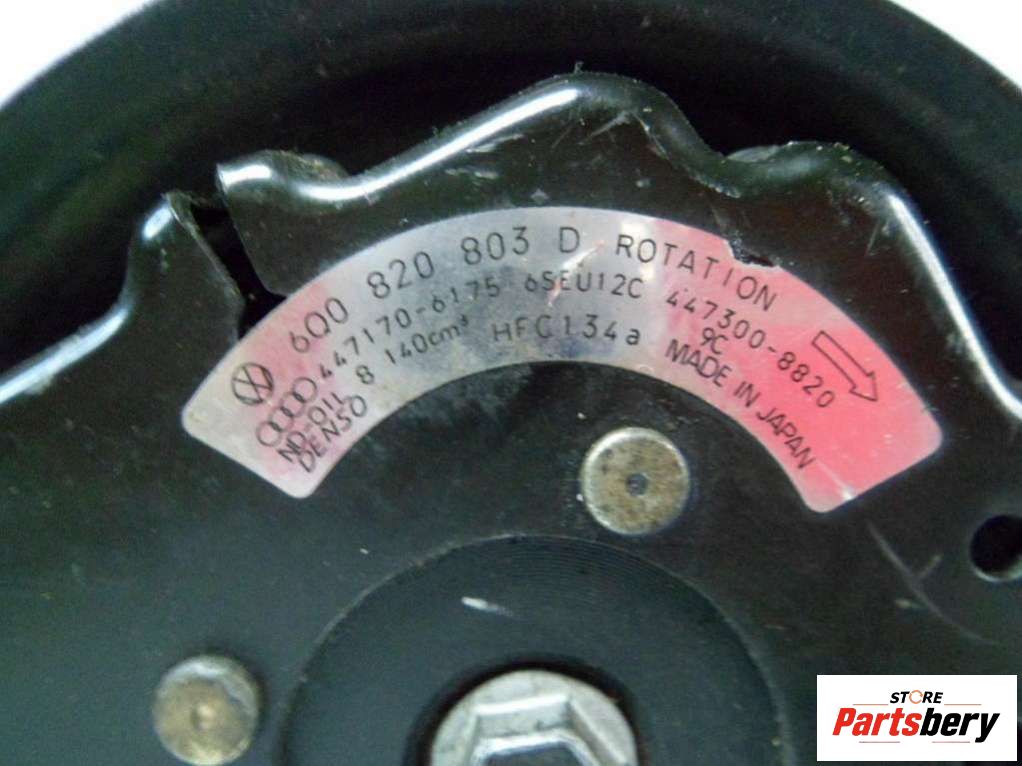 6Q0 820 803 D ROTATION
447170-6175 6SEU12C 447300-8820
ND-OIL 8 140cm³ HFC134a 9C
DENSO MADE IN JAPAN
STORE
Partsbery